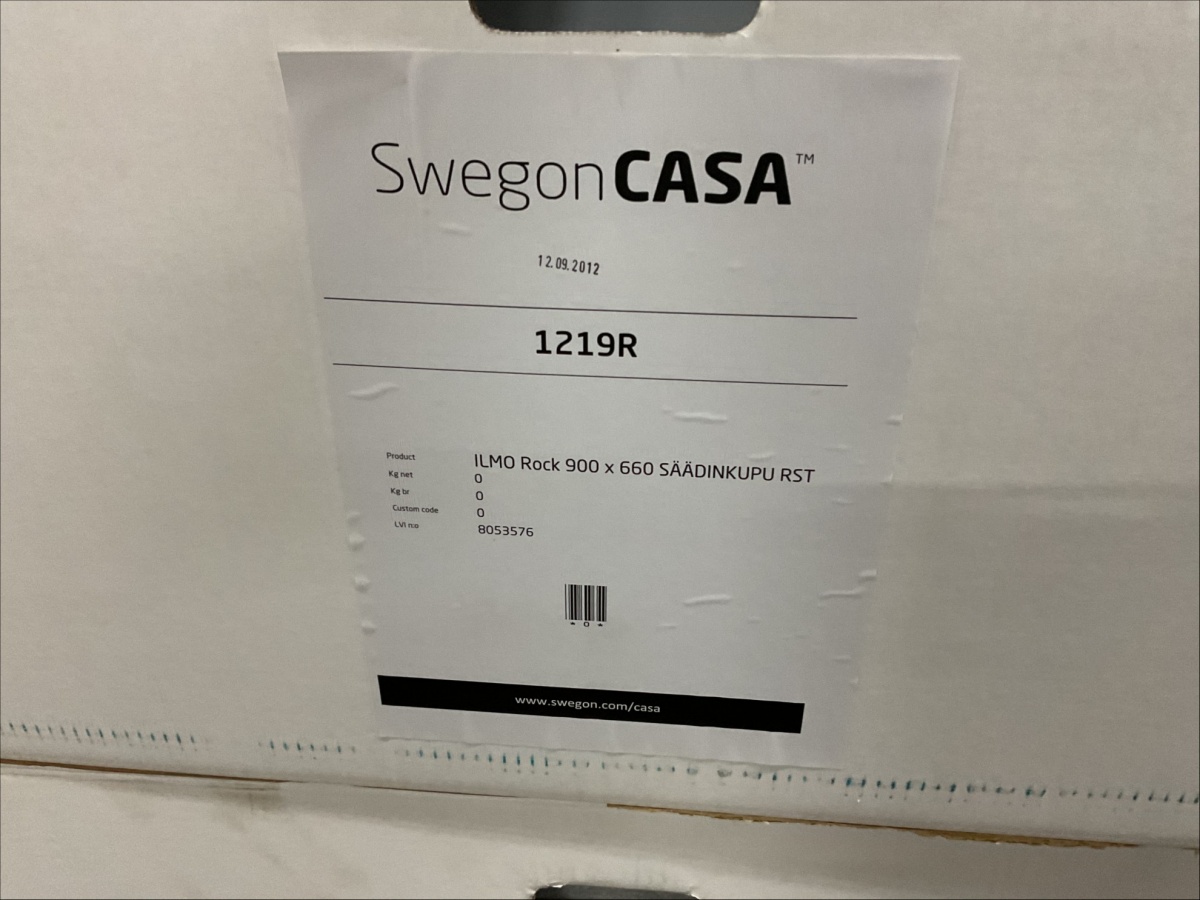 SwegonCASA™
12.09.2012
1219R
Product ILMO Rock 900 x 660 SÄÄDINKUPU RST
Kg net 0
Kg br 0
Custom code 0
LVI n:o 8053576
* 0 *
www.swegon.com/casa